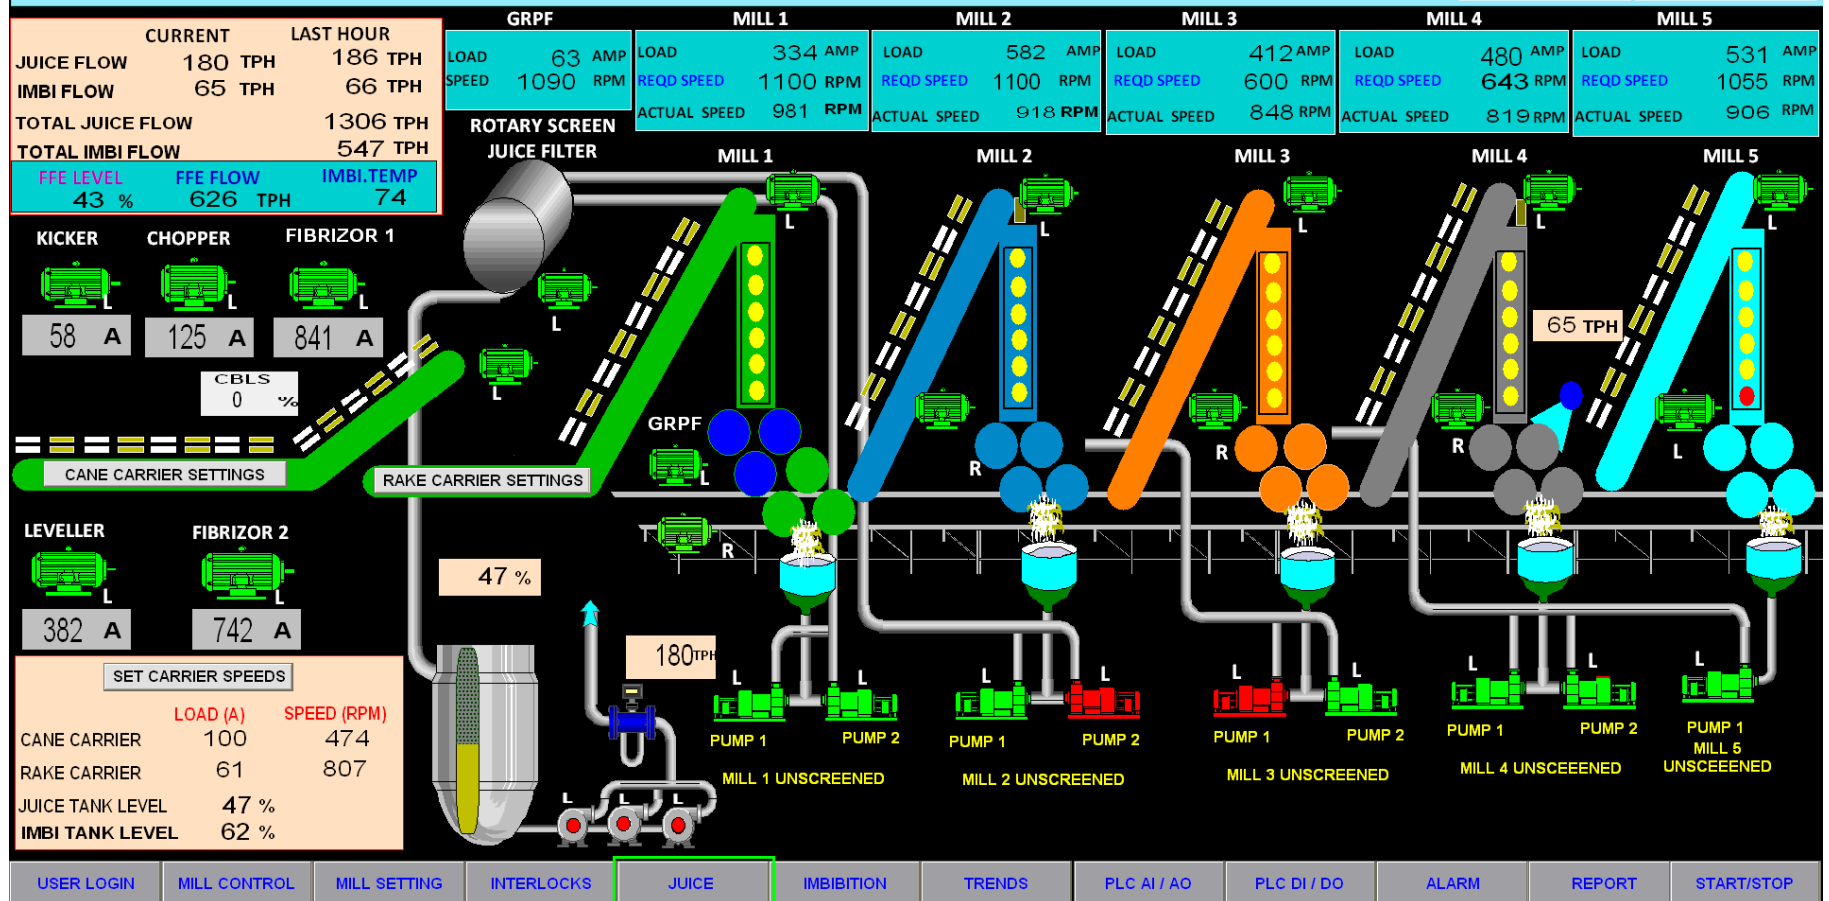 GRPF MILL 1 MILL 2 MILL 3 MILL 4 MILL 5
CURRENT LAST HOUR
JUICE FLOW 180 TPH 186 TPH
IMBI FLOW 65 TPH 66 TPH
TOTAL JUICE FLOW 1306 TPH
TOTAL IMBI FLOW 547 TPH
FFE LEVEL FFE FLOW IMBI.TEMP
43 % 626 TPH 74
LOAD 63 AMP
SPEED 1090 RPM
LOAD 334 AMP
REQD SPEED 1100 RPM
ACTUAL SPEED 981 RPM
LOAD 582 AMP
REQD SPEED 1100 RPM
ACTUAL SPEED 918 RPM
LOAD 412 AMP
REQD SPEED 600 RPM
ACTUAL SPEED 848 RPM
LOAD 480 AMP
REQD SPEED 643 RPM
ACTUAL SPEED 819 RPM
LOAD 531 AMP
REQD SPEED 1055 RPM
ACTUAL SPEED 906 RPM
ROTARY SCREEN
JUICE FILTER
MILL 1 MILL 2 MILL 3 MILL 4 MILL 5
L L L L L
KICKER CHOPPER FIBRIZOR 1
L L L L
58 A 125 A 841 A
65 TPH
CBLS
0 %
L
GRPF
L
R R R L
CANE CARRIER SETTINGS
RAKE CARRIER SETTINGS
LEVELLER FIBRIZOR 2
R
L L
382 A 742 A
47 %
180 TPH
SET CARRIER SPEEDS
LOAD (A) SPEED (RPM)
CANE CARRIER 100 474
RAKE CARRIER 61 807
JUICE TANK LEVEL 47 %
IMBI TANK LEVEL 62 %
L L L L L L L L L
PUMP 1 PUMP 2 PUMP 1 PUMP 2 PUMP 1 PUMP 2 PUMP 1 PUMP 2 PUMP 1
MILL 1 UNSCREENED
MILL 2 UNSCREENED
MILL 3 UNSCREENED
MILL 4 UNSCEEENED
MILL 5
UNSCEEENED
L L L
USER LOGIN MILL CONTROL MILL SETTING INTERLOCKS JUICE IMBIBITION TRENDS PLC AI / AO PLC DI / DO ALARM REPORT START/STOP